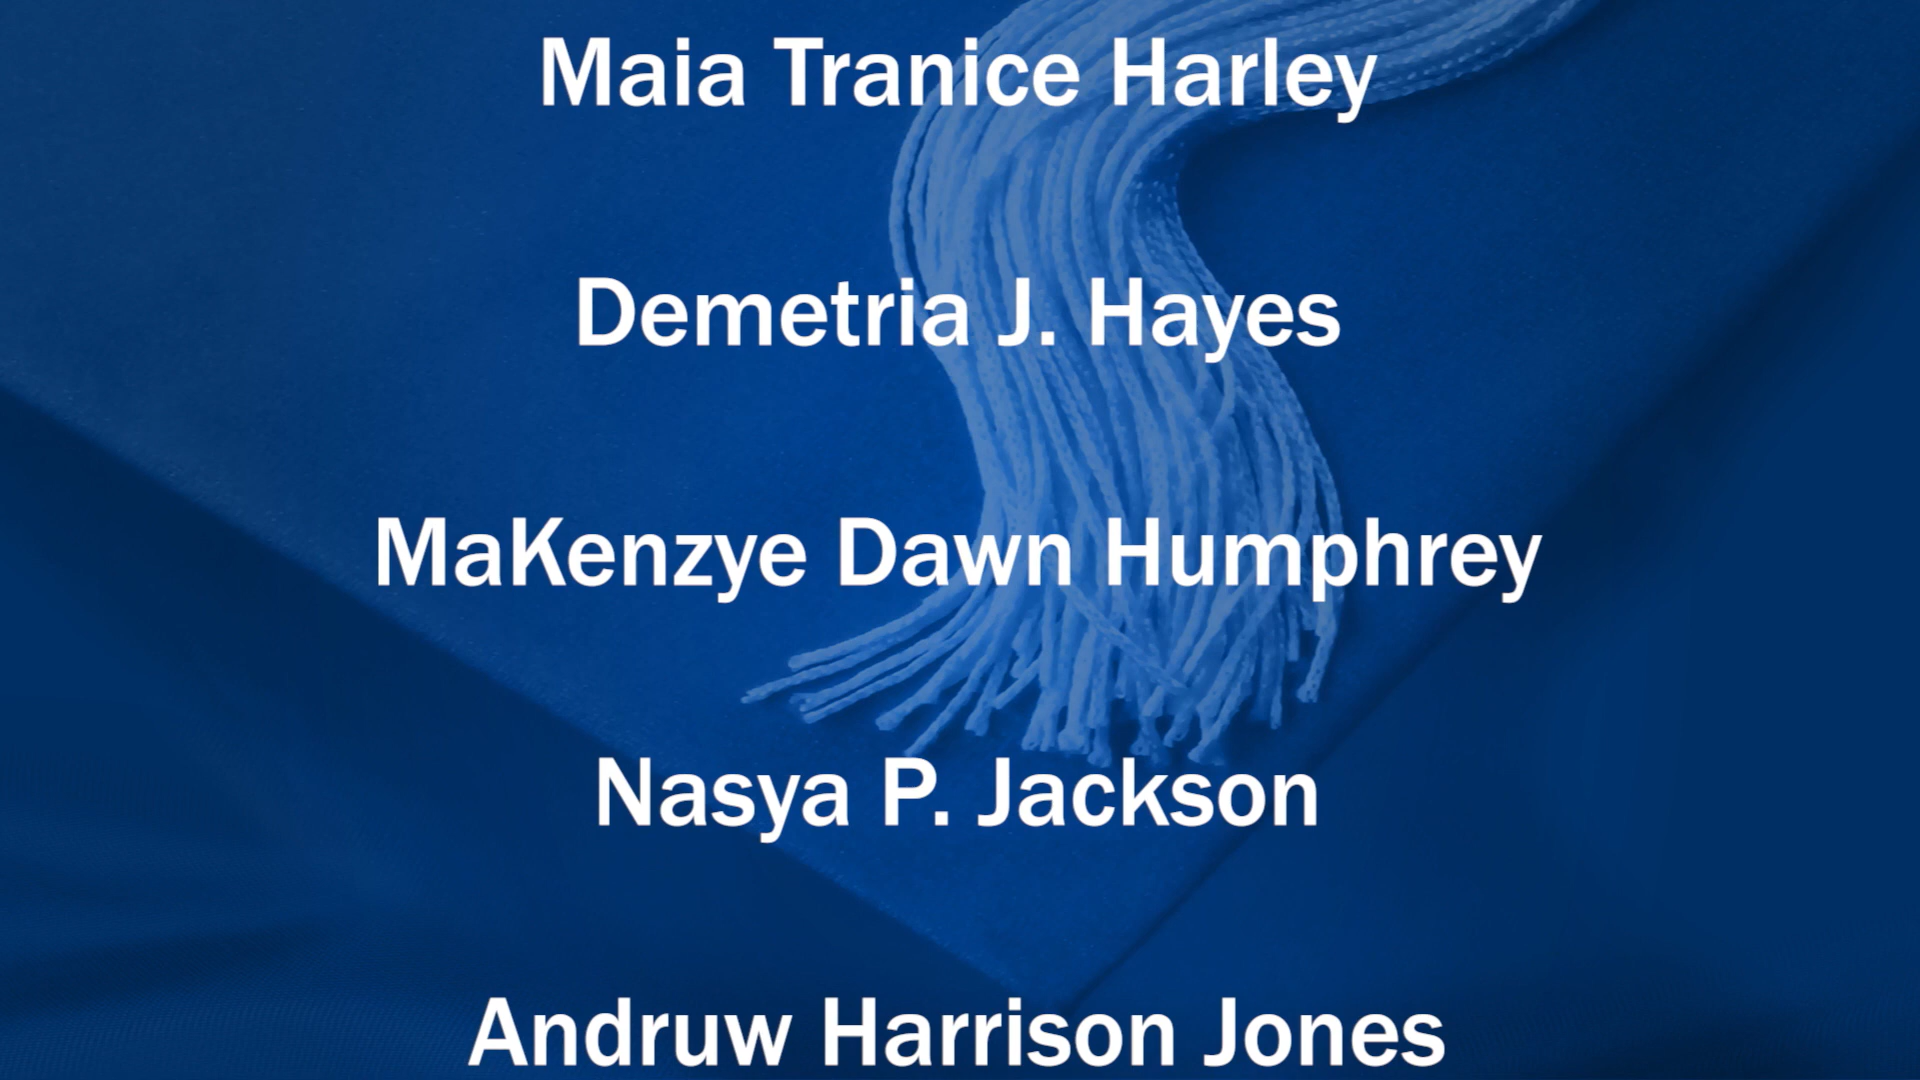 Maia Tranice Harley
Demetria J. Hayes
MaKenzye Dawn Humphrey
Nasya P. Jackson
Andruw Harrison Jones